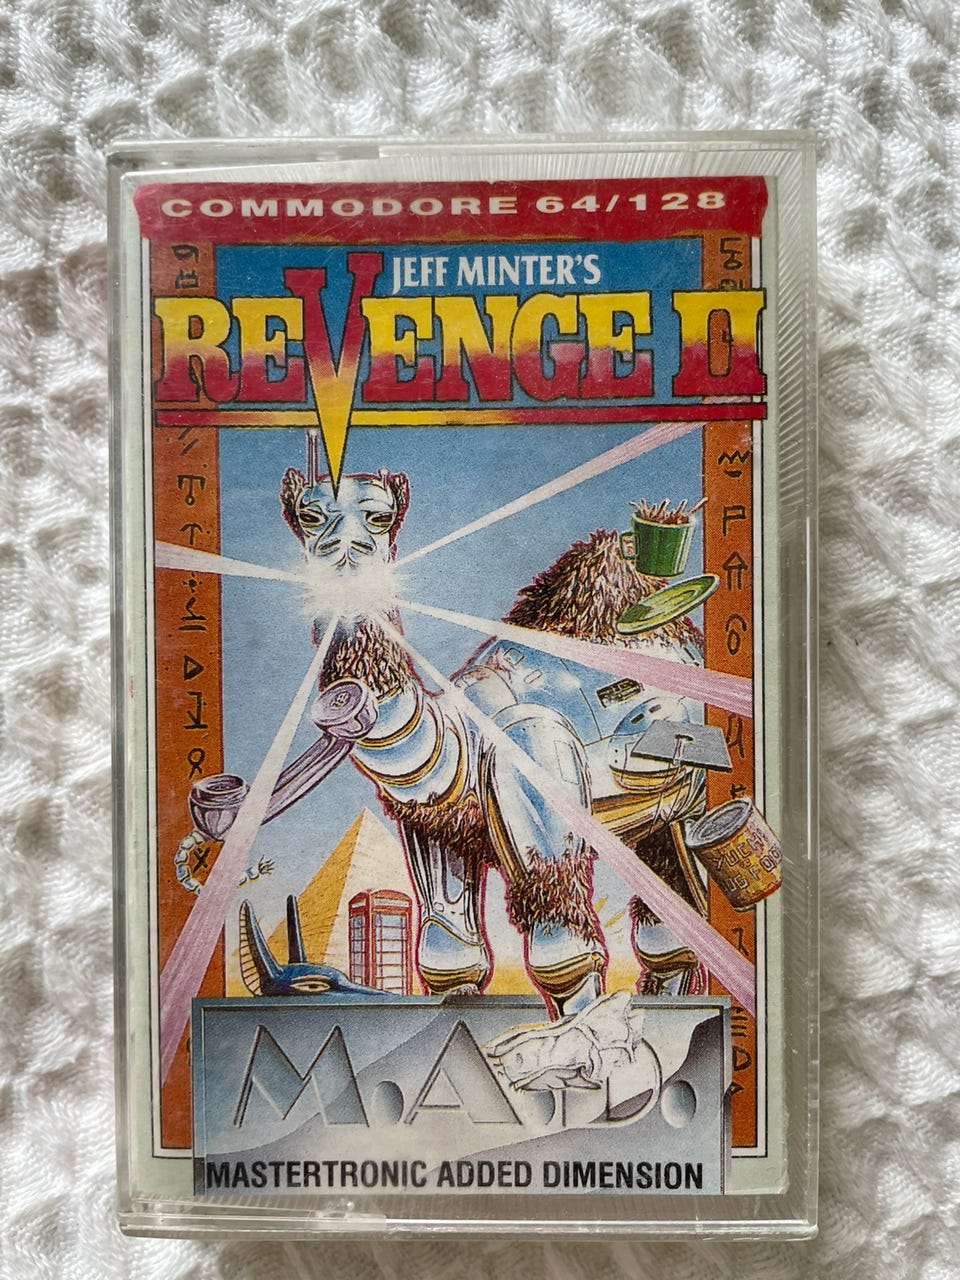 COMMODORE 64/128
JEFF MINTER'S
REVENGE II
M.A.D.
MASTERTRONIC ADDED DIMENSION